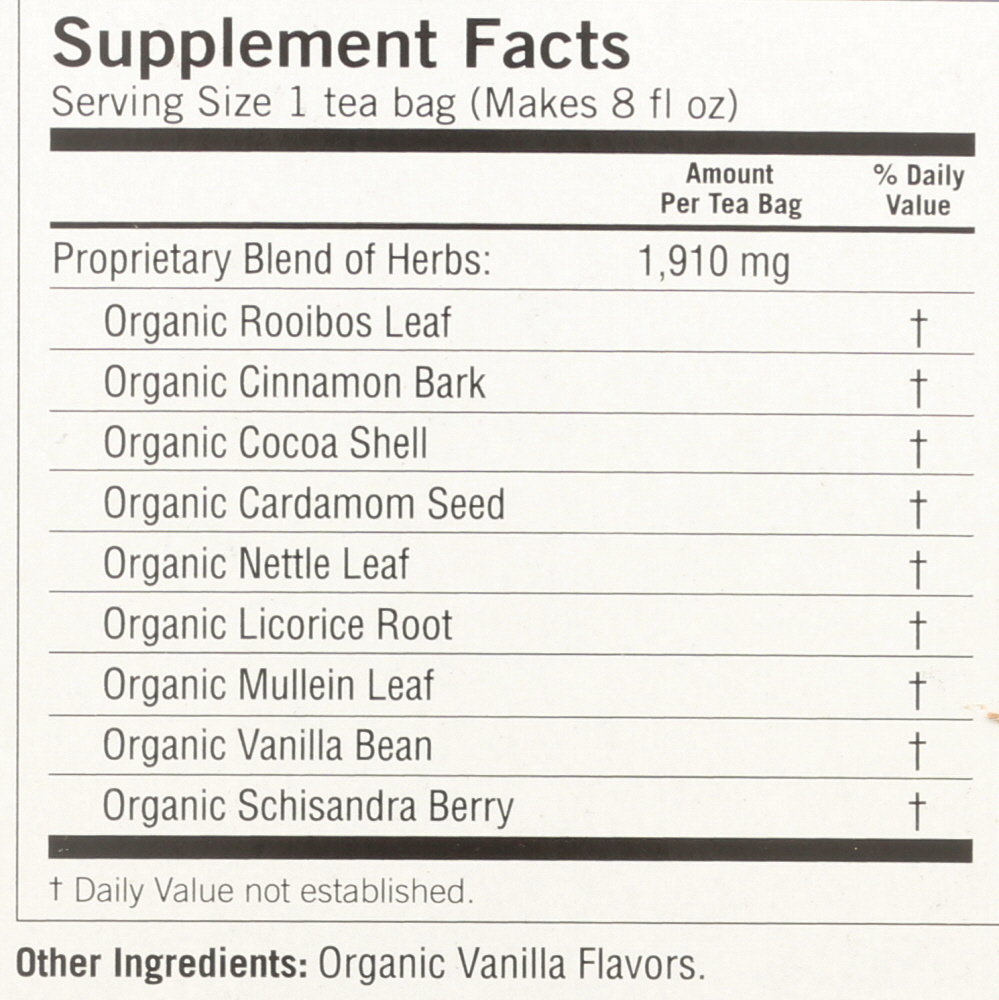 Supplement Facts
Serving Size 1 tea bag (Makes 8 fl oz)
Amount Per Tea Bag % Daily Value
Proprietary Blend of Herbs: 1,910 mg
Organic Rooibos Leaf †
Organic Cinnamon Bark †
Organic Cocoa Shell †
Organic Cardamom Seed †
Organic Nettle Leaf †
Organic Licorice Root †
Organic Mullein Leaf †
Organic Vanilla Bean †
Organic Schisandra Berry †
† Daily Value not established.
Other Ingredients: Organic Vanilla Flavors.